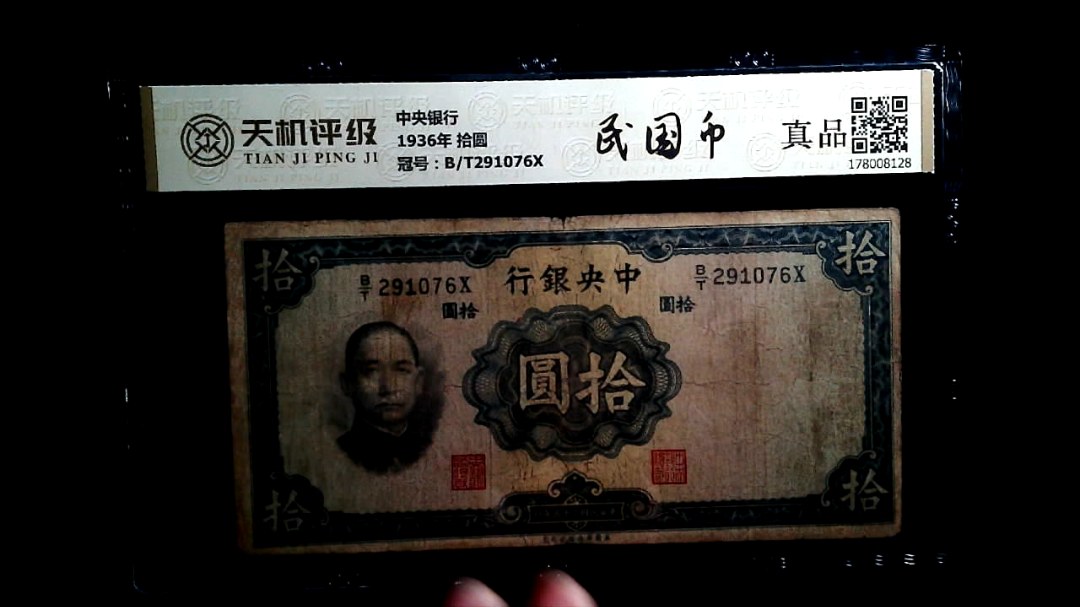 天机评级
TIAN JI PING JI
中央银行
1936年 拾圆
冠号：B/T291076X
民国币
真品
178008128
拾
拾
B/T 291076X
行銀央中
B/T 291076X
圓拾
圓拾
圓拾
拾
拾